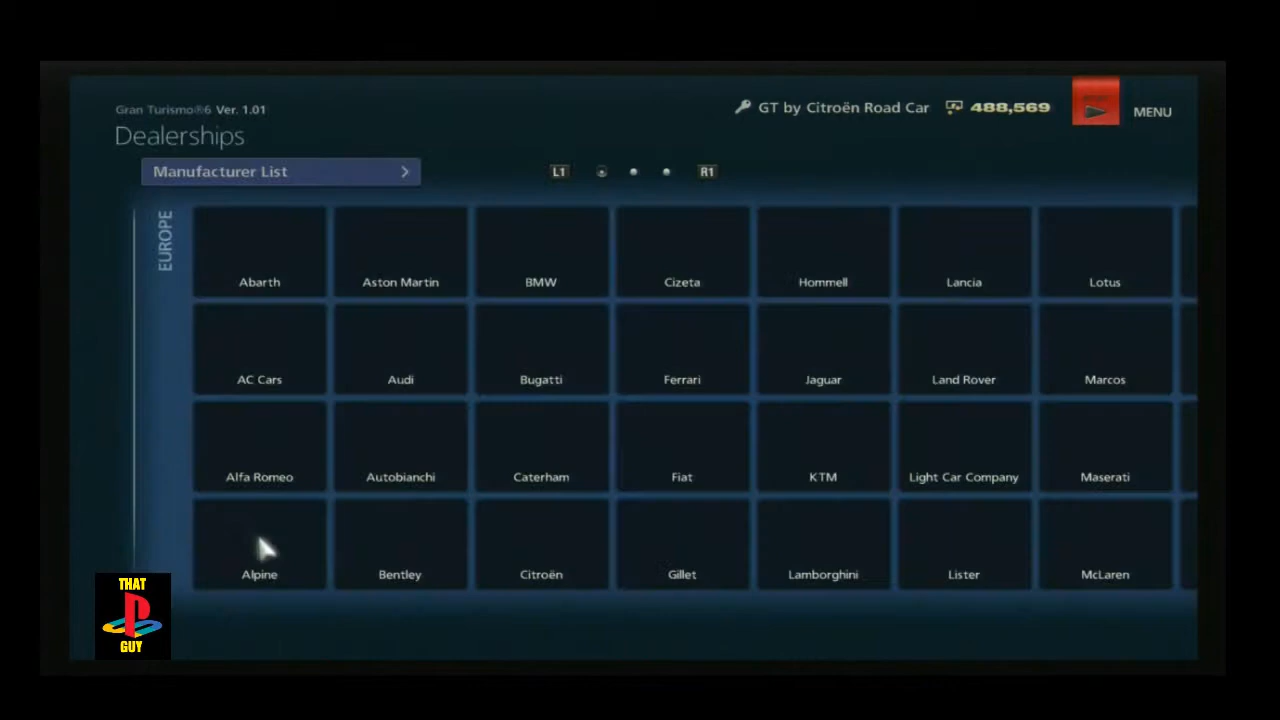 Gran Turismo®6 Ver. 1.01
GT by Citroën Road Car 488,569 MENU
Dealerships
Manufacturer List
L1 R1
EUROPE
Abarth Aston Martin BMW Cizeta Hommell Lancia Lotus
AC Cars Audi Bugatti Ferrari Jaguar Land Rover Marcos
Alfa Romeo Autobianchi Caterham Fiat KTM Light Car Company Maserati
Alpine Bentley Citroën Gillet Lamborghini Lister McLaren
THAT
GUY